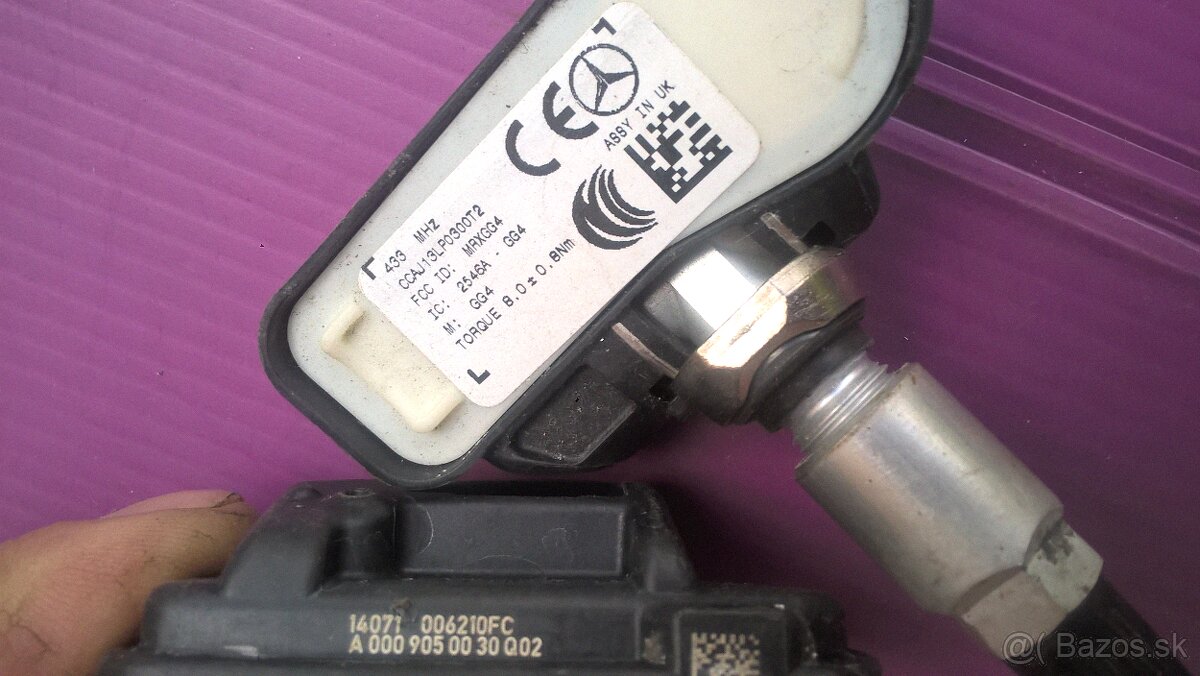 CE
ASSY IN UK
433 MHZ
CCAJ13LP0300T2
FCC ID: MRXGG4
IC: 2546A - GG4
M: GG4
TORQUE 8.0±0.8Nm
14071 006210FC
A 000 905 00 30 Q02
@( Bazos.sk